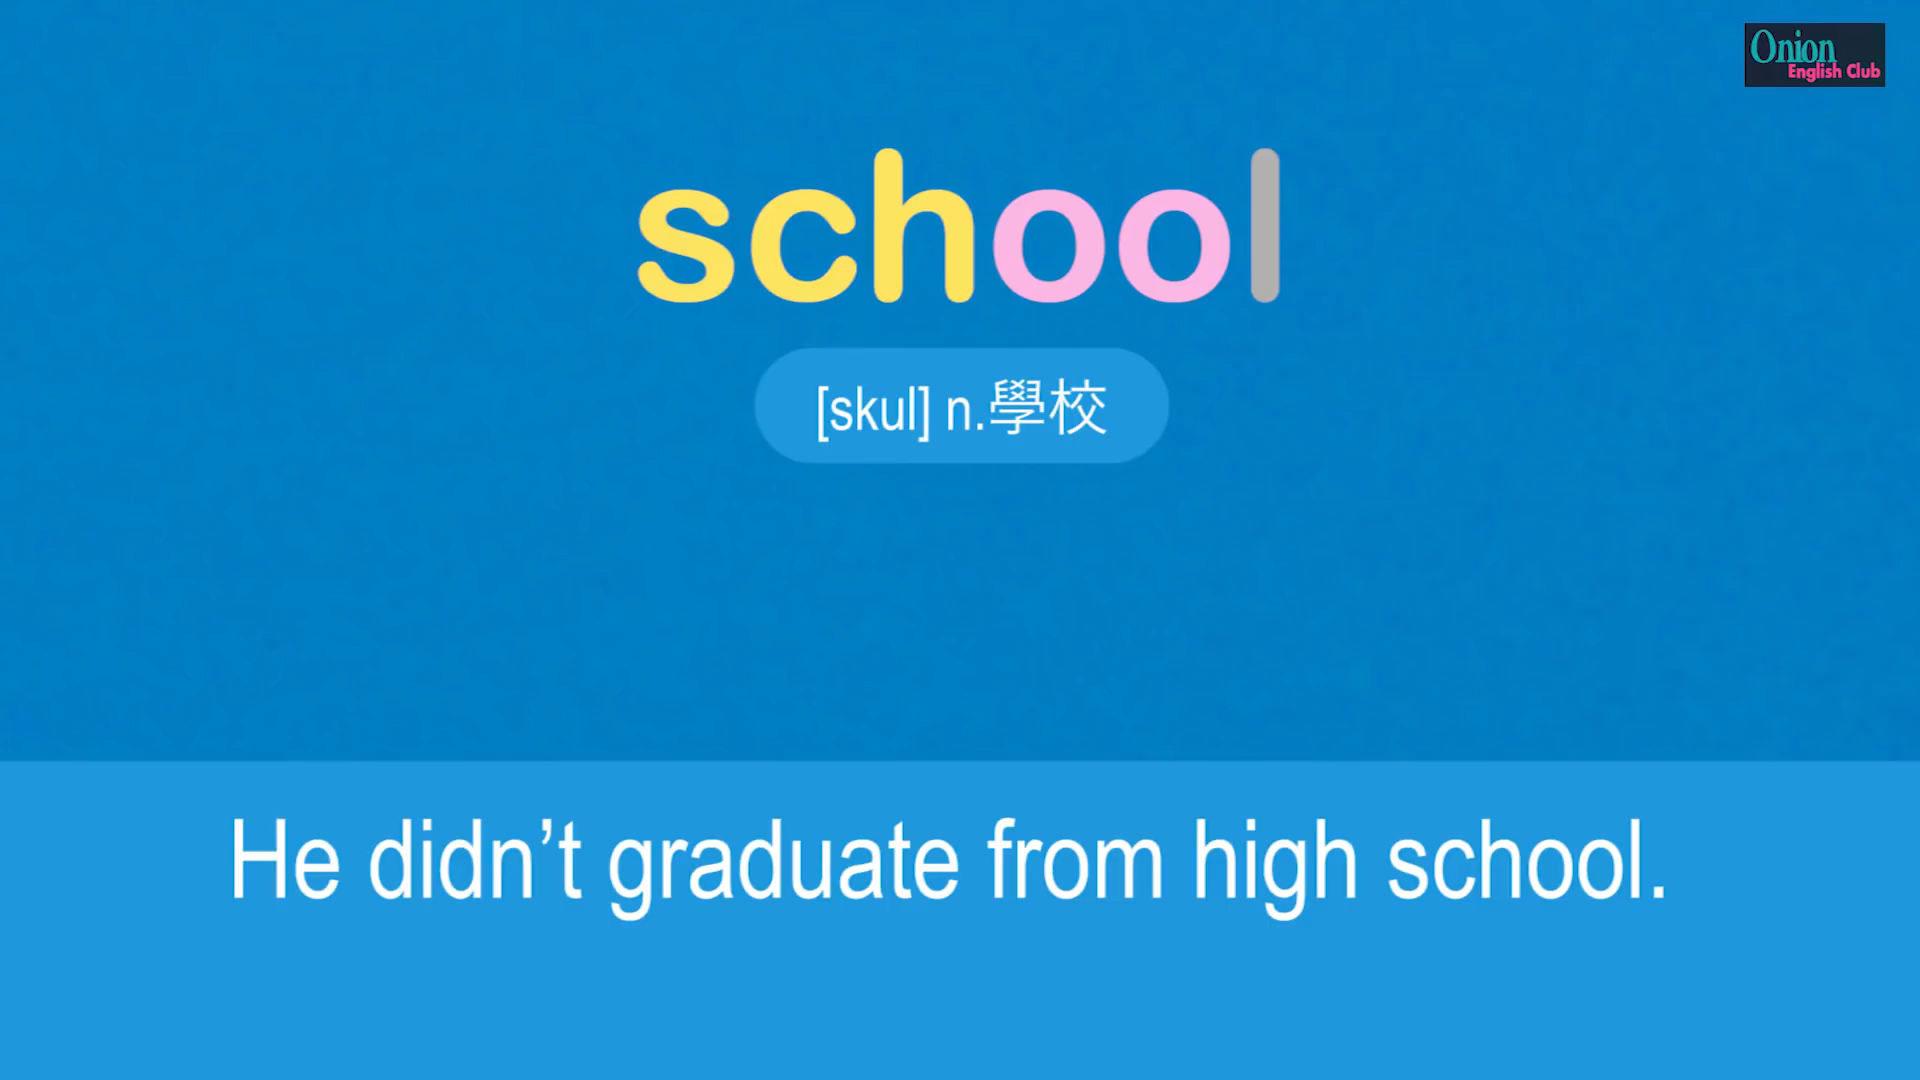 Onion
English Club
school
[skul] n.學校
He didn’t graduate from high school.